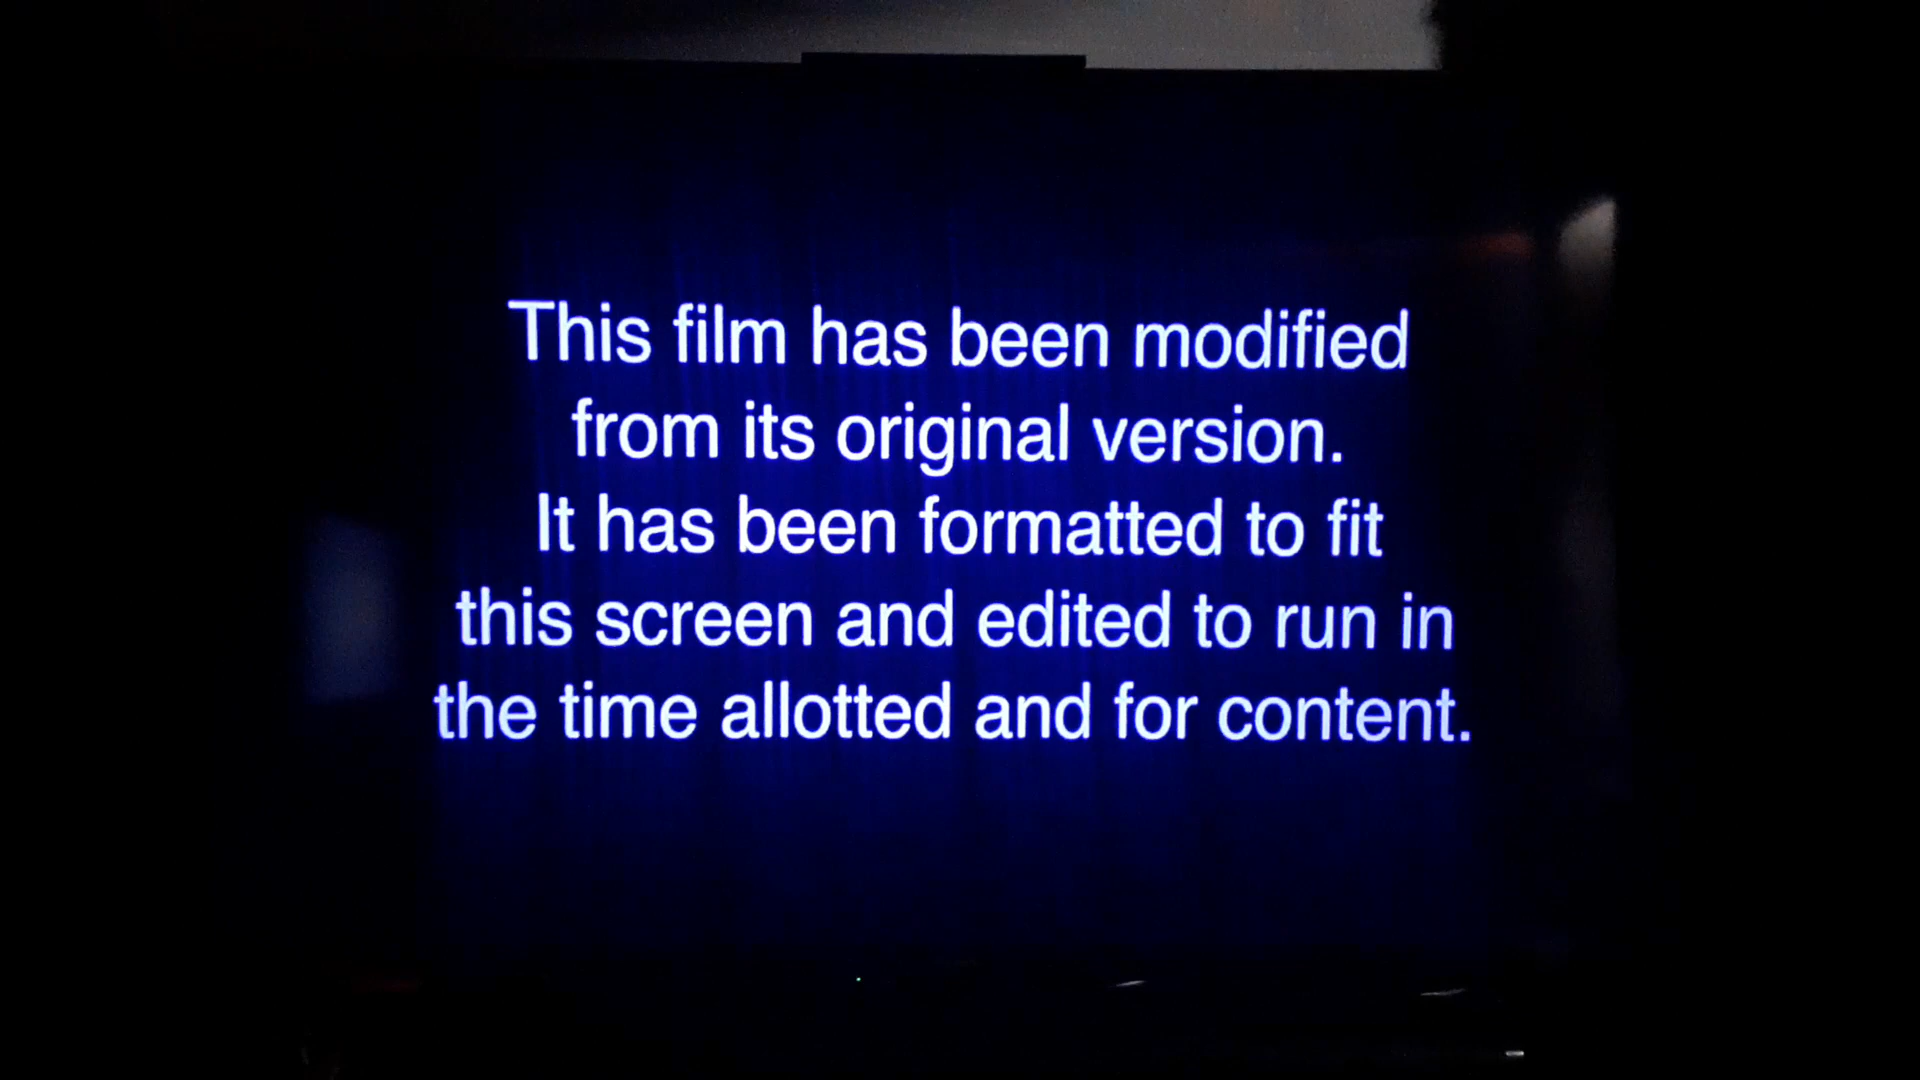 This film has been modified
from its original version.
It has been formatted to fit
this screen and edited to run in
the time allotted and for content.